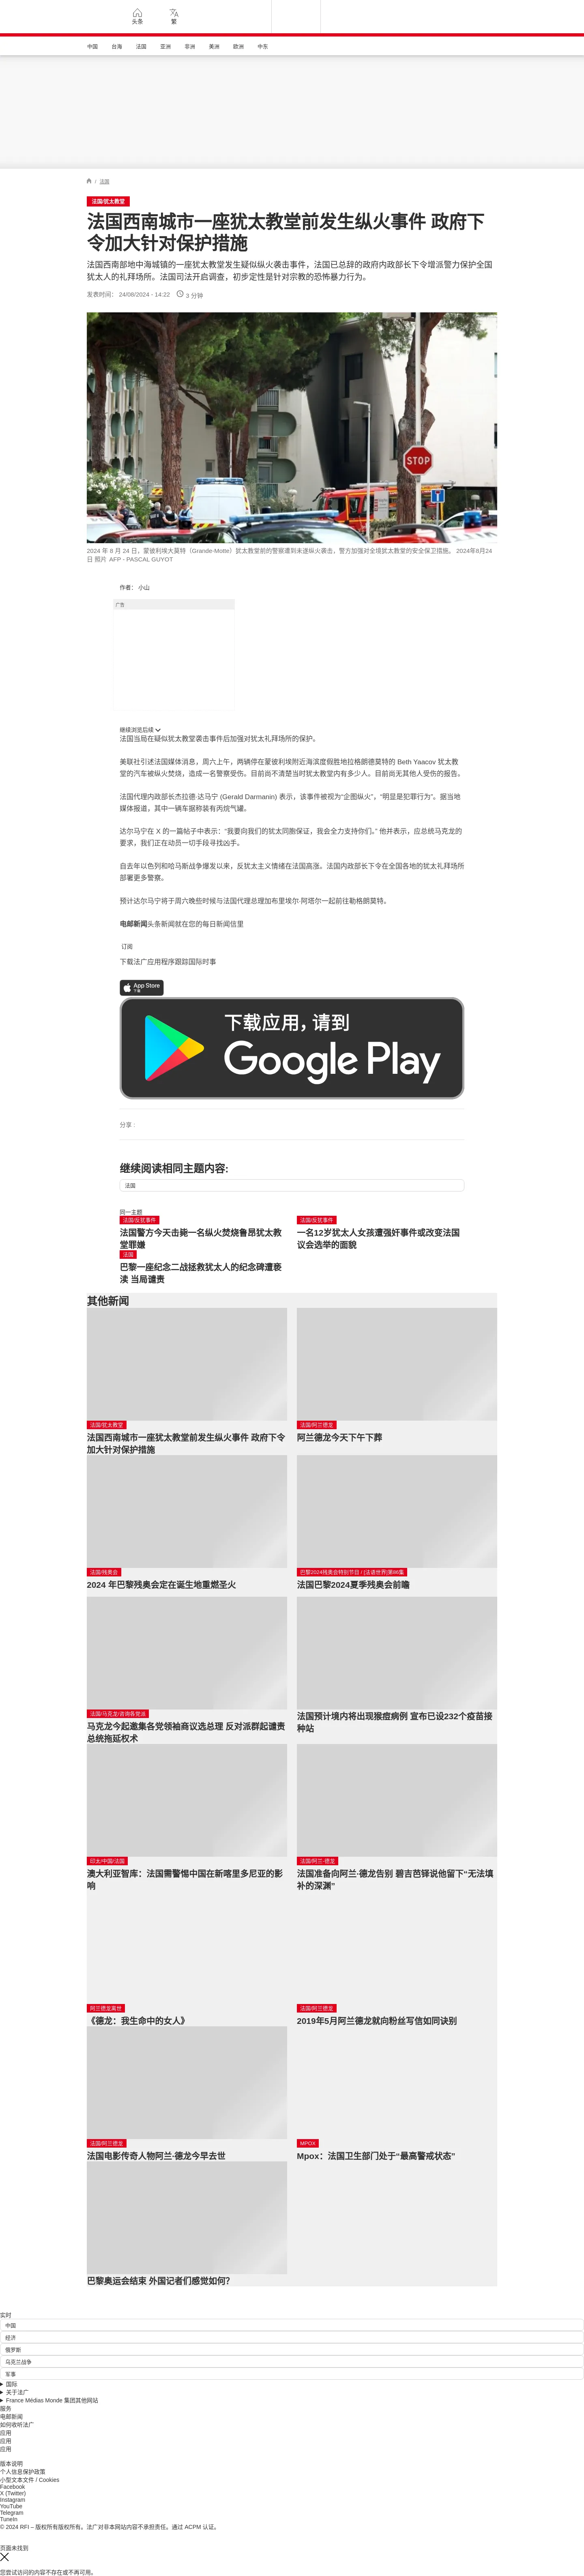 头条
繁
中国
台海
法国
亚洲
非洲
美洲
欧洲
中东
/ 法国
法国/犹太教堂
法国西南城市一座犹太教堂前发生纵火事件 政府下
令加大针对保护措施
法国西南部地中海城镇的一座犹太教堂发生疑似纵火袭击事件，法国已总辞的政府内政部长下令增派警力保护全国
犹太人的礼拜场所。法国司法开启调查，初步定性是针对宗教的恐怖暴力行为。
发表时间： 24/08/2024 - 14:22 3 分钟
STOP
2024 年 8 月 24 日，蒙彼利埃大莫特（Grande-Motte）犹太教堂前的警察遭到未遂纵火袭击，警方加强对全境犹太教堂的安全保卫措施。 2024年8月24
日 照片 AFP - PASCAL GUYOT
作者： 小山
广告
继续浏览后续
法国当局在疑似犹太教堂袭击事件后加强对犹太礼拜场所的保护。
美联社引述法国媒体消息，周六上午，两辆停在蒙彼利埃附近海滨度假胜地拉格朗德莫特的 Beth Yaacov 犹太教
堂的汽车被纵火焚烧，造成一名警察受伤。目前尚不清楚当时犹太教堂内有多少人。目前尚无其他人受伤的报告。
法国代理内政部长杰拉德·达马宁 (Gerald Darmanin) 表示，该事件被视为“企图纵火”，“明显是犯罪行为”。据当地
媒体报道，其中一辆车据称装有丙烷气罐。
达尔马宁在 X 的一篇帖子中表示：“我要向我们的犹太同胞保证，我会全力支持你们。” 他并表示，应总统马克龙的
要求，我们正在动员一切手段寻找凶手。
自去年以色列和哈马斯战争爆发以来，反犹太主义情绪在法国高涨。法国内政部长下令在全国各地的犹太礼拜场所
部署更多警察。
预计达尔马宁将于周六晚些时候与法国代理总理加布里埃尔·阿塔尔一起前往勒格朗莫特。
电邮新闻头条新闻就在您的每日新闻信里
订阅
下载法广应用程序跟踪国际时事
App Store
下载
下载应用，请到
Google Play
分享 :
继续阅读相同主题内容:
法国
同一主题
法国/反犹事件
法国警方今天击毙一名纵火焚烧鲁昂犹太教
堂罪嫌
法国/反犹事件
一名12岁犹太人女孩遭强奸事件或改变法国
议会选举的面貌
法国
巴黎一座纪念二战拯救犹太人的纪念碑遭亵
渎 当局谴责
其他新闻
法国/犹太教堂
法国西南城市一座犹太教堂前发生纵火事件 政府下令
加大针对保护措施
法国/阿兰德龙
阿兰德龙今天下午下葬
法国/残奥会
2024 年巴黎残奥会定在诞生地重燃圣火
巴黎2024残奥会特别节目 / [法语世界]第86集
法国巴黎2024夏季残奥会前瞻
法国/马克龙/咨询各党派
马克龙今起邀集各党领袖商议选总理 反对派群起谴责
总统拖延权术
法国预计境内将出现猴痘病例 宣布已设232个疫苗接
种站
印太/中国/法国
澳大利亚智库：法国需警惕中国在新喀里多尼亚的影
响
法国/阿兰·德龙
法国准备向阿兰·德龙告别 碧吉芭铎说他留下“无法填
补的深渊”
阿兰德龙离世
《德龙：我生命中的女人》
法国/阿兰德龙
2019年5月阿兰德龙就向粉丝写信如同诀别
法国/阿兰德龙
法国电影传奇人物阿兰·德龙今早去世
MPOX
Mpox：法国卫生部门处于“最高警戒状态”
巴黎奥运会结束 外国记者们感觉如何?
实时
中国
经济
俄罗斯
乌克兰战争
军事
国际
关于法广
France Médias Monde 集团其他网站
服务
电邮新闻
如何收听法广
应用
应用
应用
版本说明
个人信息保护政策
小型文本文件 / Cookies
Facebook
X (Twitter)
Instagram
YouTube
Telegram
TuneIn
© 2024 RFI – 版权所有版权所有。法广对非本网站内容不承担责任。通过 ACPM 认证。
页面未找到
您尝试访问的内容不存在或不再可用。